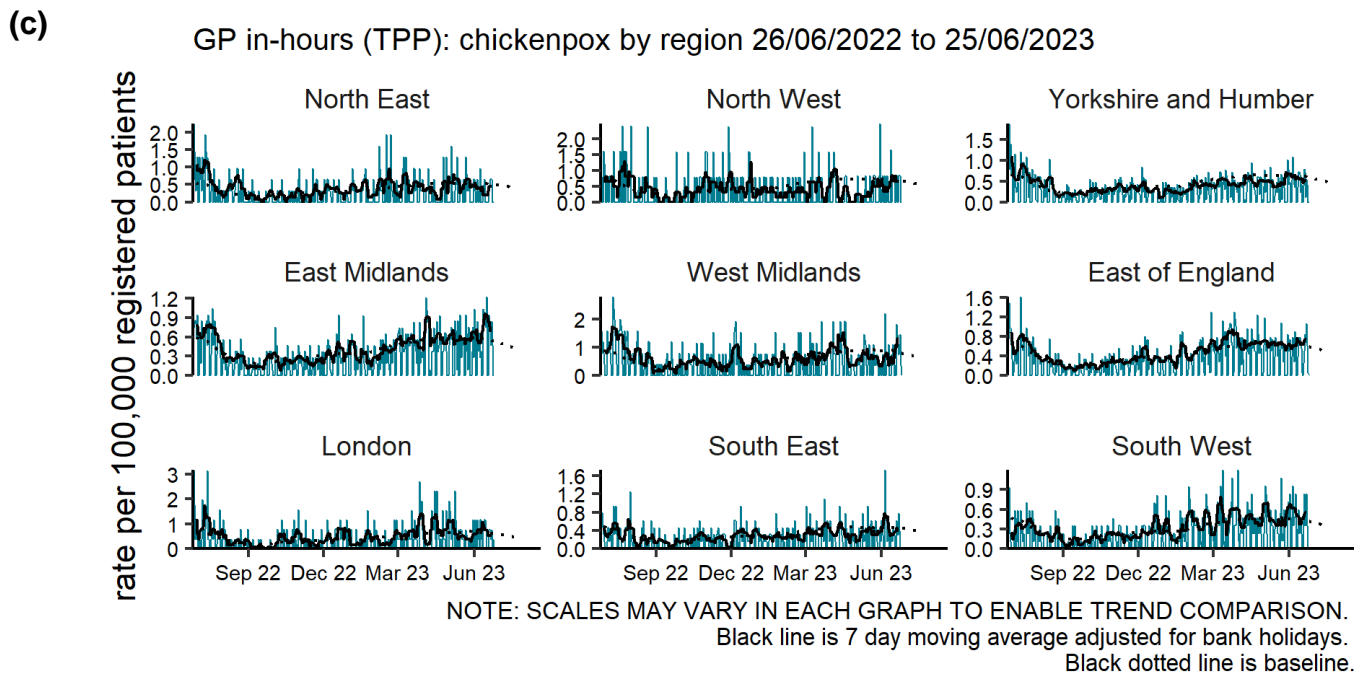 (c)
GP in-hours (TPP): chickenpox by region 26/06/2022 to 25/06/2023
rate per 100,000 registered patients
North East
2.0
1.5
1.0
0.5
0.0
North West
2.0
1.5
1.0
0.5
0.0
Yorkshire and Humber
1.5
1.0
0.5
0.0
East Midlands
1.2
0.9
0.6
0.3
0.0
West Midlands
2
1
0
East of England
1.6
1.2
0.8
0.4
0.0
London
3
2
1
0
Sep 22 Dec 22 Mar 23 Jun 23
South East
1.6
1.2
0.8
0.4
0.0
Sep 22 Dec 22 Mar 23 Jun 23
South West
0.9
0.6
0.3
0.0
Sep 22 Dec 22 Mar 23 Jun 23
NOTE: SCALES MAY VARY IN EACH GRAPH TO ENABLE TREND COMPARISON.
Black line is 7 day moving average adjusted for bank holidays.
Black dotted line is baseline.